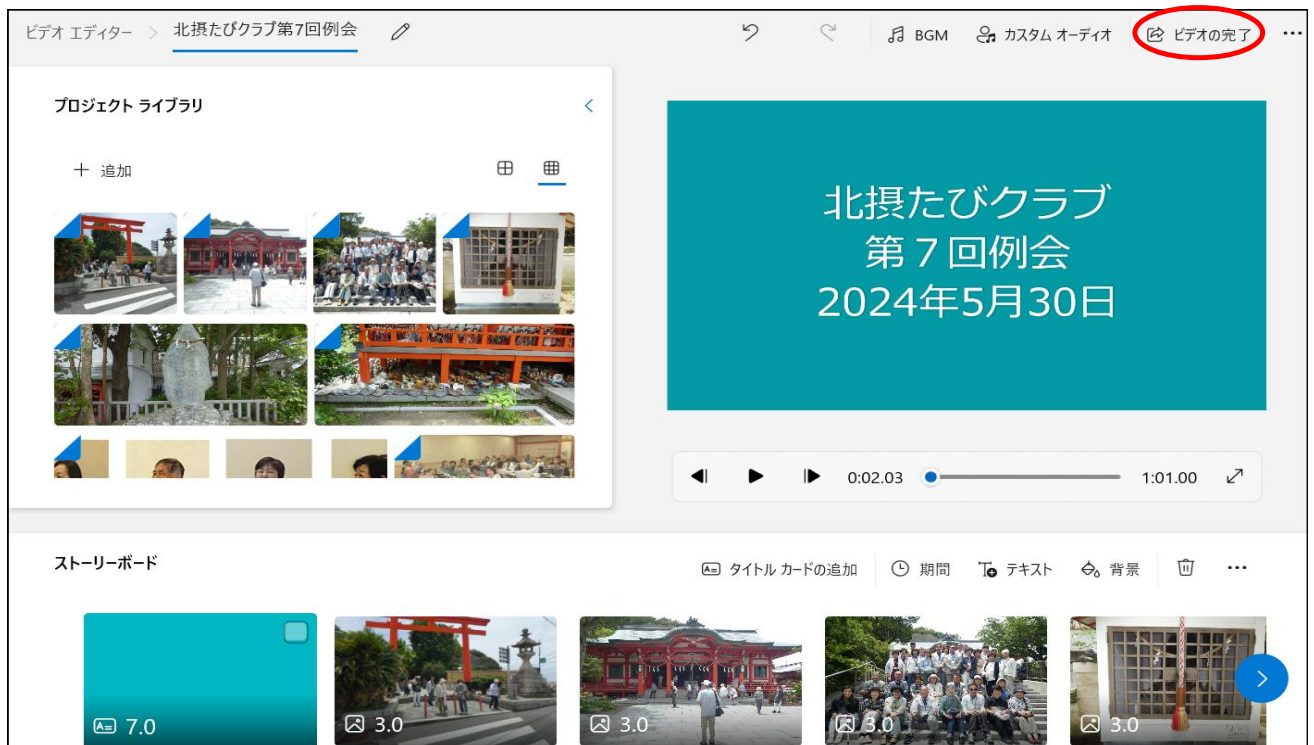 ビデオ エディター > 北摂たびクラブ第7回例会
BGM カスタム オーディオ ビデオの完了 •••
プロジェクト ライブラリ
＋ 追加
北摂たびクラブ
第７回例会
2024年5月30日
0:02.03 1:01.00
ストーリーボード
タイトル カードの追加 期間 テキスト 背景 •••
7.0 3.0 3.0 3.0 3.0